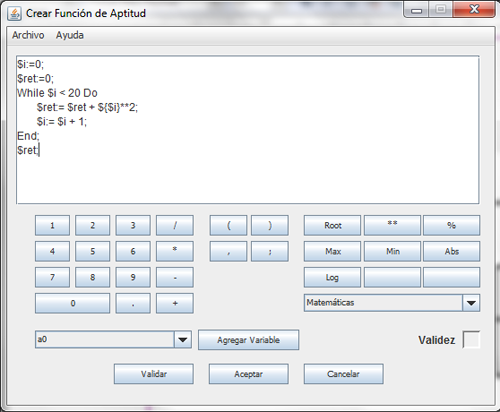 Crear Función de Aptitud
Archivo Ayuda
$i:=0;
$ret:=0;
While $i < 20 Do
$ret:= $ret + ${$i}**2;
$i:= $i + 1;
End;
$ret;
1 2 3 / ( ) Root ** %
4 5 6 * , ; Max Min Abs
7 8 9 - Log
0 . + Matemáticas
a0 Agregar Variable Validez
Validar Aceptar Cancelar